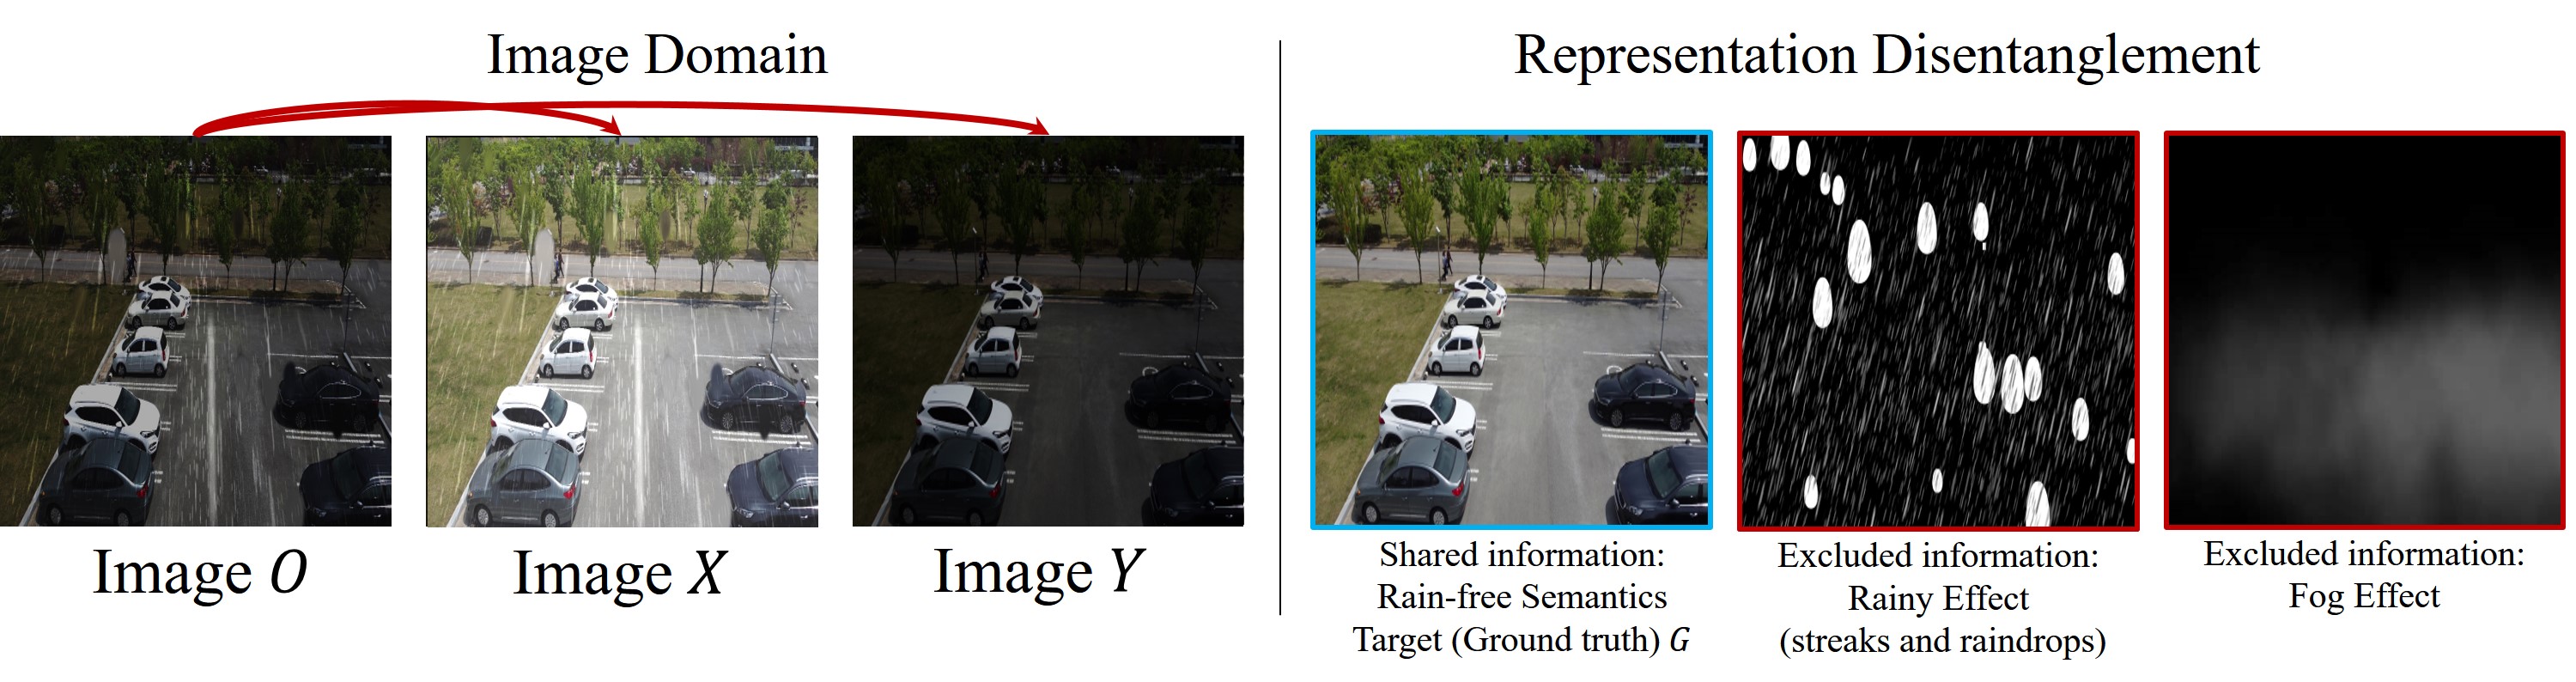 Image Domain
Representation Disentanglement
Image O
Image X
Image Y
Shared information:
Rain-free Semantics
Target (Ground truth) G
Excluded information:
Rainy Effect
(streaks and raindrops)
Excluded information:
Fog Effect